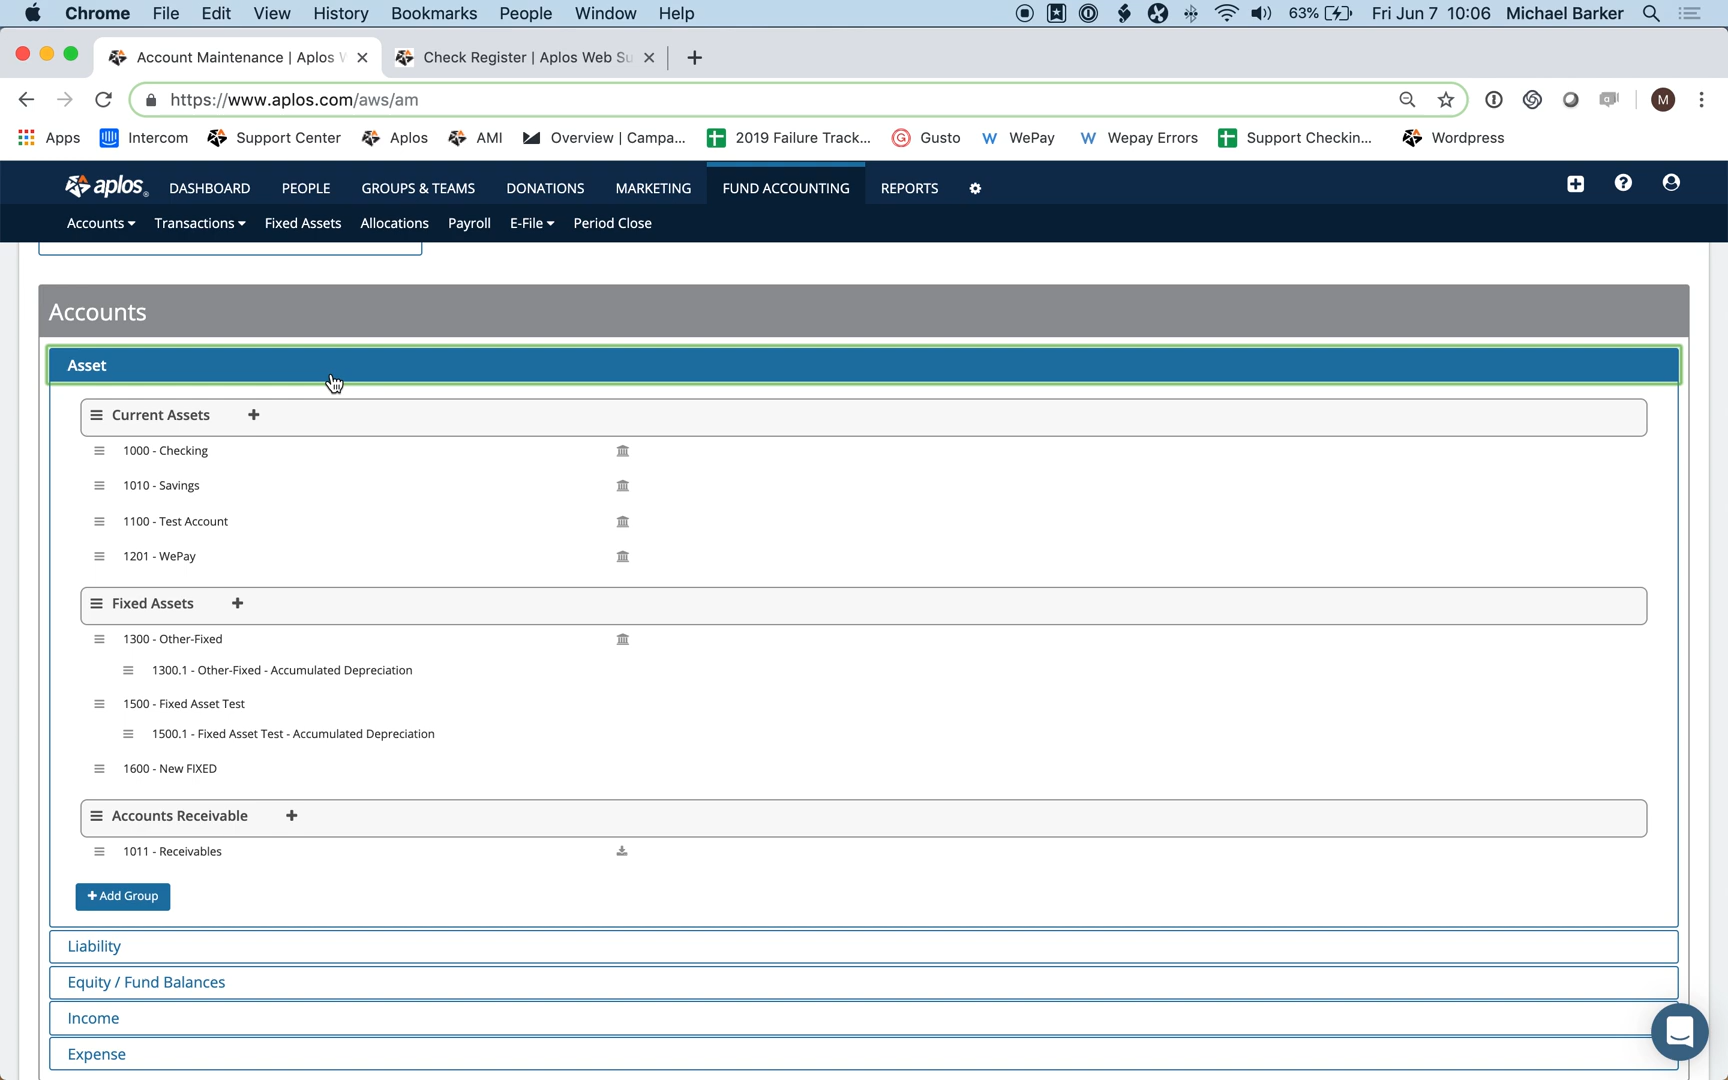 Chrome File Edit View History Bookmarks People Window Help 63% Fri Jun 7 10:06 Michael Barker
Account Maintenance | Aplos W Check Register | Aplos Web Su
https://www.aplos.com/aws/am M
Apps Intercom Support Center Aplos AMI Overview | Campa... 2019 Failure Track... Gusto WePay Wepay Errors Support Checkin... Wordpress
aplos DASHBOARD PEOPLE GROUPS & TEAMS DONATIONS MARKETING FUND ACCOUNTING REPORTS
Accounts Transactions Fixed Assets Allocations Payroll E-File Period Close
Accounts
Asset
Current Assets
1000 - Checking
1010 - Savings
1100 - Test Account
1201 - WePay
Fixed Assets
1300 - Other-Fixed
1300.1 - Other-Fixed - Accumulated Depreciation
1500 - Fixed Asset Test
1500.1 - Fixed Asset Test - Accumulated Depreciation
1600 - New FIXED
Accounts Receivable
1011 - Receivables
+ Add Group
Liability
Equity / Fund Balances
Income
Expense